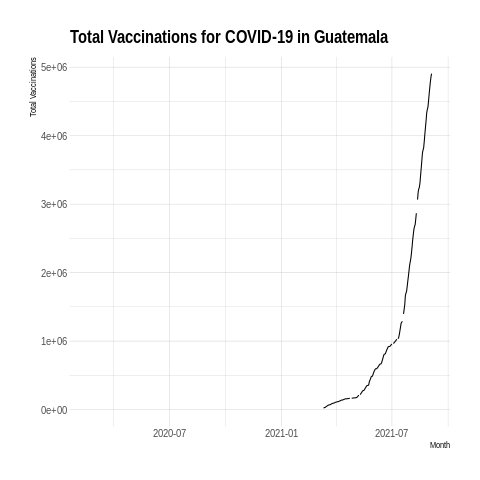 Total Vaccinations for COVID-19 in Guatemala
Total Vaccinations
5e+06
4e+06
3e+06
2e+06
1e+06
0e+00
2020-07 2021-01 2021-07
Month